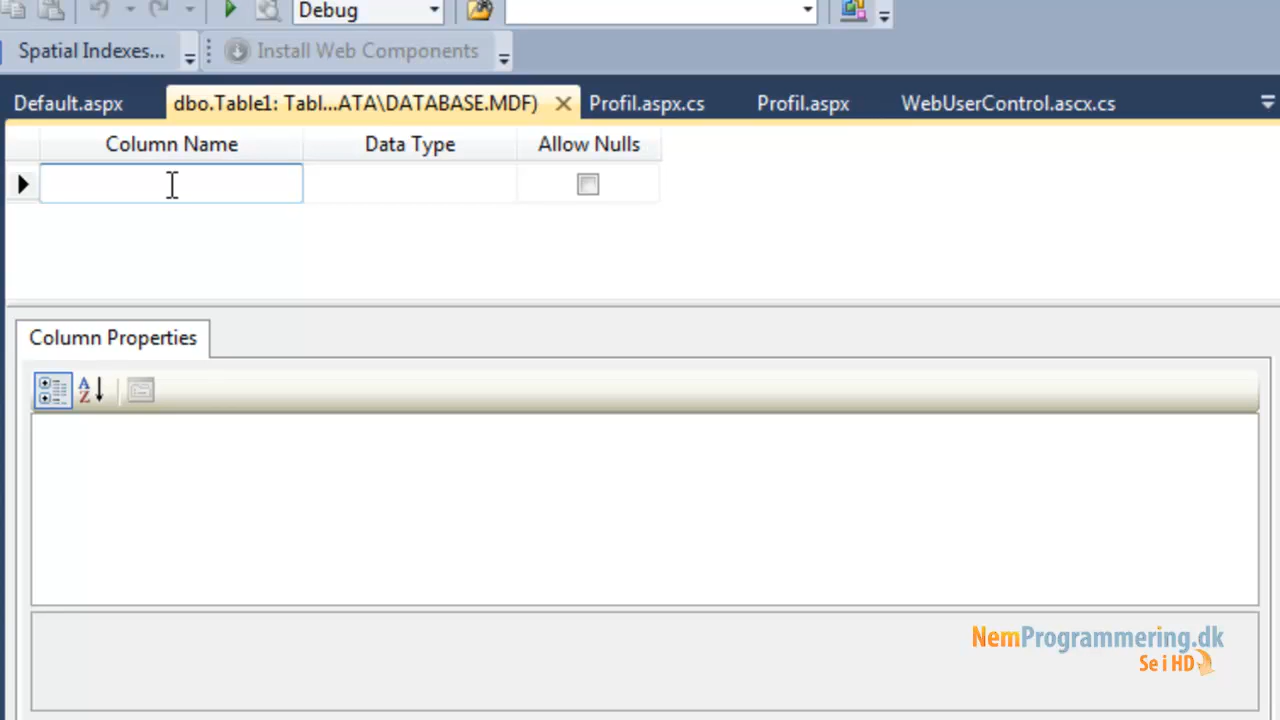 Debug
Spatial Indexes... Install Web Components
Default.aspx dbo.Table1: Tabl...ATA\DATABASE.MDF) Profil.aspx.cs Profil.aspx WebUserControl.ascx.cs
Column Name Data Type Allow Nulls
Column Properties
A
Z
NemProgrammering.dk
Se i HD